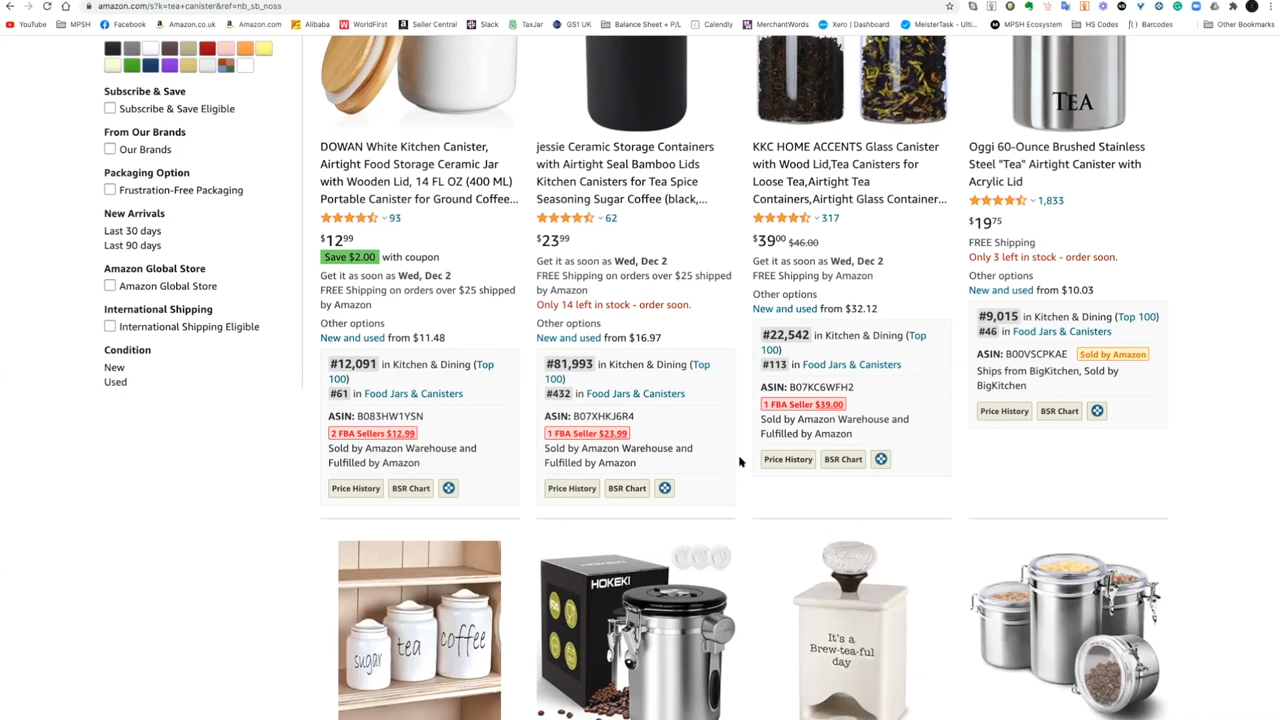 amazon.com/s?k=tea+canister&ref=nb_sb_noss
YouTube
MPSH
Facebook
Amazon.co.uk
Amazon.com
Alibaba
WorldFirst
Seller Central
Slack
TaxJar
GS1 UK
Balance Sheet + P/L
Calendly
MerchantWords
Xero | Dashboard
MeisterTask - Ulti...
MPSH Ecosystem
HS Codes
Barcodes
Other Bookmarks
Subscribe & Save
Subscribe & Save Eligible
From Our Brands
Our Brands
Packaging Option
Frustration-Free Packaging
New Arrivals
Last 30 days
Last 90 days
Amazon Global Store
Amazon Global Store
International Shipping
International Shipping Eligible
Condition
New
Used
DOWAN White Kitchen Canister,
Airtight Food Storage Ceramic Jar
with Wooden Lid, 14 FL OZ (400 ML)
Portable Canister for Ground Coffee...
93
$12.99
Save $2.00 with coupon
Get it as soon as Wed, Dec 2
FREE Shipping on orders over $25 shipped
by Amazon
Other options
New and used from $11.48
#12,091 in Kitchen & Dining (Top
100)
#61 in Food Jars & Canisters
ASIN: B083HW1YSN
2 FBA Sellers $12.99
Sold by Amazon Warehouse and
Fulfilled by Amazon
Price History
BSR Chart
jessie Ceramic Storage Containers
with Airtight Seal Bamboo Lids
Kitchen Canisters for Tea Spice
Seasoning Sugar Coffee (black,...
62
$23.99
Get it as soon as Wed, Dec 2
FREE Shipping on orders over $25 shipped
by Amazon
Only 14 left in stock - order soon.
Other options
New and used from $16.97
#81,993 in Kitchen & Dining (Top
100)
#432 in Food Jars & Canisters
ASIN: B07XHKJ6R4
1 FBA Seller $23.99
Sold by Amazon Warehouse and
Fulfilled by Amazon
Price History
BSR Chart
KKC HOME ACCENTS Glass Canister
with Wood Lid,Tea Canisters for
Loose Tea,Airtight Tea
Containers,Airtight Glass Container...
317
$39.00 $46.00
Get it as soon as Wed, Dec 2
FREE Shipping by Amazon
Other options
New and used from $32.12
#22,542 in Kitchen & Dining (Top
100)
#113 in Food Jars & Canisters
ASIN: B07KC6WFH2
1 FBA Seller $39.00
Sold by Amazon Warehouse and
Fulfilled by Amazon
Price History
BSR Chart
TEA
Oggi 60-Ounce Brushed Stainless
Steel "Tea" Airtight Canister with
Acrylic Lid
1,833
$19.75
FREE Shipping
Only 3 left in stock - order soon.
Other options
New and used from $10.03
#9,015 in Kitchen & Dining (Top 100)
#46 in Food Jars & Canisters
ASIN: B00VSCPKAE Sold by Amazon
Ships from BigKitchen, Sold by
BigKitchen
Price History
BSR Chart
sugar
tea
coffee
HOKEKI
It's a
Brew-tea-ful
day